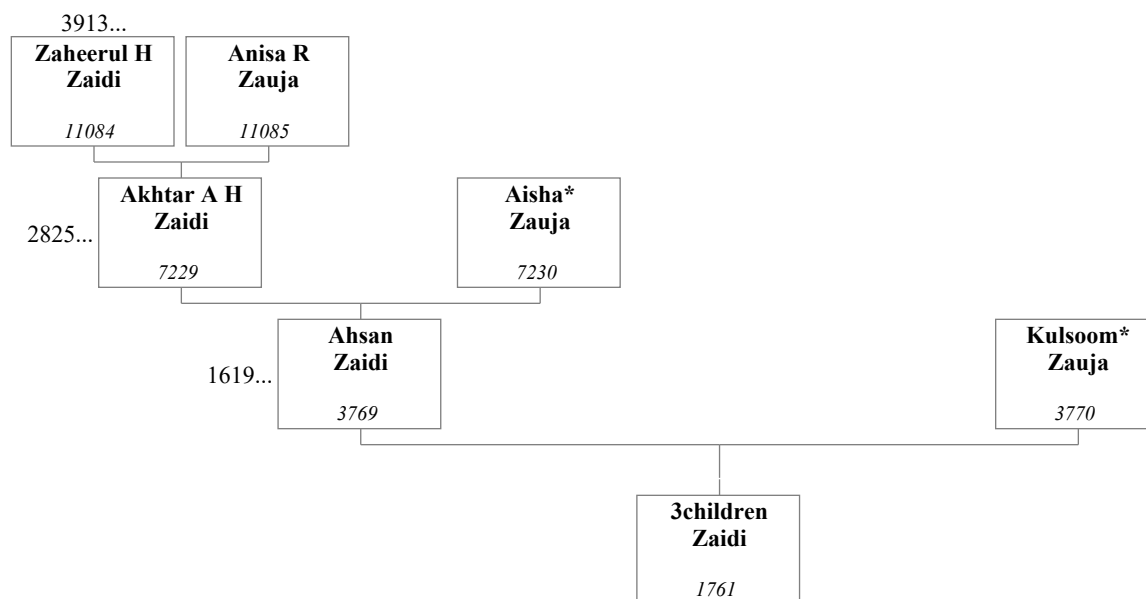 3913...
Zaheerul H
Zaidi
11084
Anisa R
Zauja
11085
2825...
Akhtar A H
Zaidi
7229
Aisha*
Zauja
7230
1619...
Ahsan
Zaidi
3769
Kulsoom*
Zauja
3770
3children
Zaidi
1761